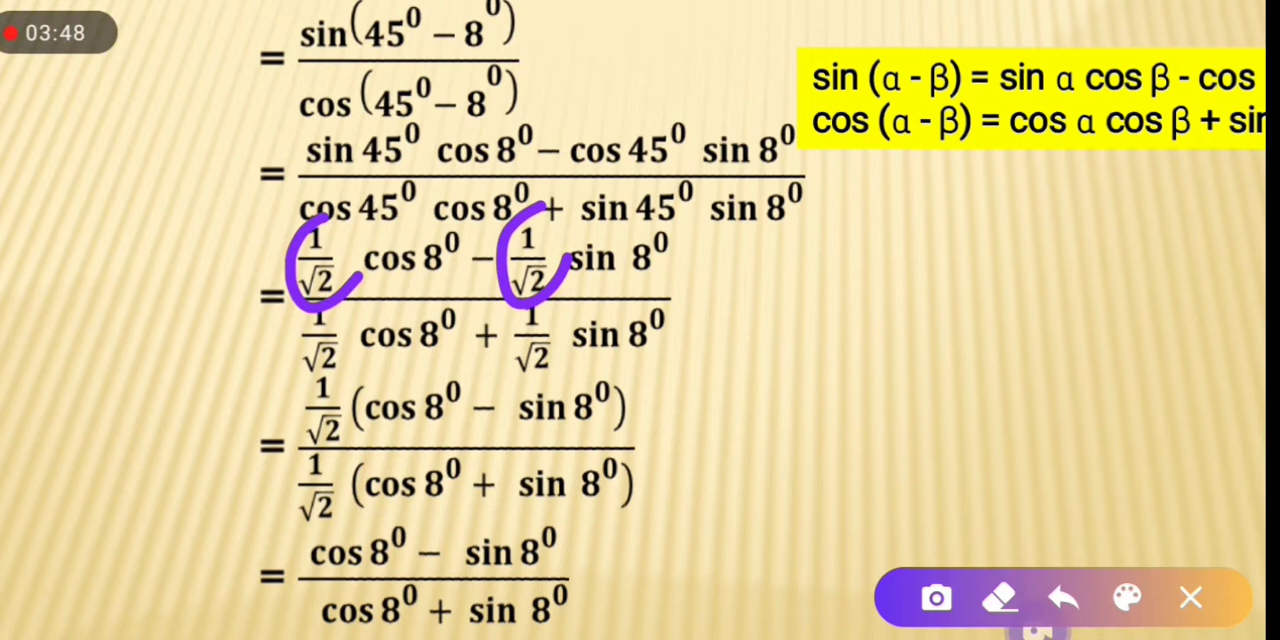 03:48
= sin(45⁰ − 8⁰) / cos(45⁰ − 8⁰)
sin (α - β) = sin α cos β - cos
cos (α - β) = cos α cos β + sin
= (sin 45⁰ cos 8⁰ − cos 45⁰ sin 8⁰) / (cos 45⁰ cos 8⁰ + sin 45⁰ sin 8⁰)
= (1/√2 cos 8⁰ − 1/√2 sin 8⁰) / (1/√2 cos 8⁰ + 1/√2 sin 8⁰)
= 1/√2 (cos 8⁰ − sin 8⁰) / 1/√2 (cos 8⁰ + sin 8⁰)
= (cos 8⁰ − sin 8⁰) / (cos 8⁰ + sin 8⁰)